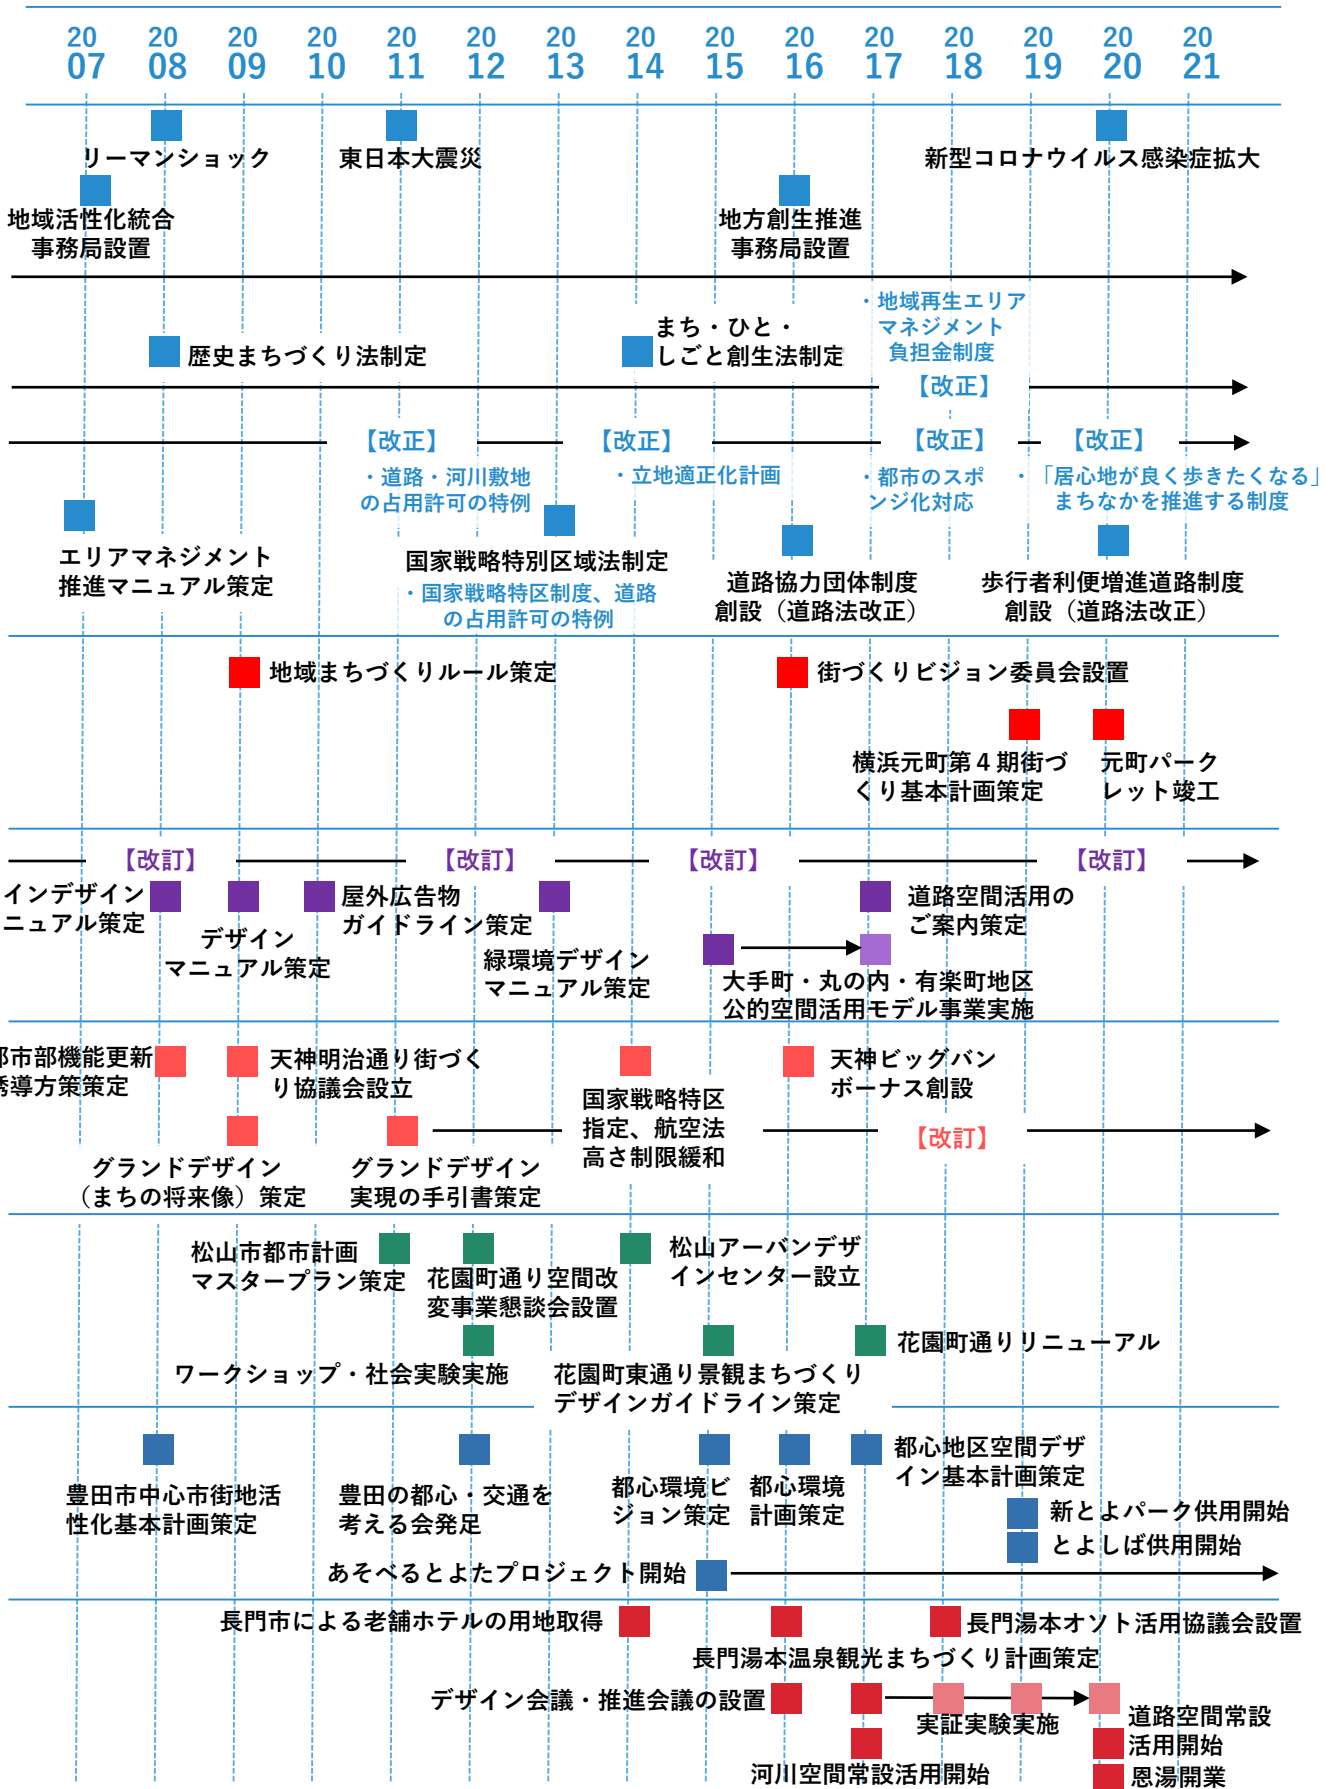 20 20 20 20 20 20 20 20 20 20 20 20 20 20 20
07 08 09 10 11 12 13 14 15 16 17 18 19 20 21
リーマンショック
東日本大震災
新型コロナウイルス感染症拡大
地域活性化統合
事務局設置
地方創生推進
事務局設置
・地域再生エリア
マネジメント
負担金制度
歴史まちづくり法制定
まち・ひと・
しごと創生法制定
【改正】
【改正】
【改正】
【改正】
【改正】
・道路・河川敷地
の占用許可の特例
・立地適正化計画
・都市のスポ
ンジ化対応
・「居心地が良く歩きたくなる」
まちなかを推進する制度
エリアマネジメント
推進マニュアル策定
国家戦略特別区域法制定
・国家戦略特区制度、道路
の占用許可の特例
道路協力団体制度
創設（道路法改正）
歩行者利便増進道路制度
創設（道路法改正）
地域まちづくりルール策定
街づくりビジョン委員会設置
横浜元町第４期街づ
くり基本計画策定
元町パーク
レット竣工
【改訂】
【改訂】
【改訂】
【改訂】
インデザイン
ニュアル策定
デザイン
マニュアル策定
屋外広告物
ガイドライン策定
緑環境デザイン
マニュアル策定
道路空間活用の
ご案内策定
大手町・丸の内・有楽町地区
公的空間活用モデル事業実施
都市部機能更新
誘導方策策定
天神明治通り街づく
り協議会設立
国家戦略特区
指定、航空法
高さ制限緩和
天神ビッグバン
ボーナス創設
【改訂】
グランドデザイン
（まちの将来像）策定
グランドデザイン
実現の手引書策定
松山市都市計画
マスタープラン策定
花園町通り空間改
変事業懇談会設置
松山アーバンデザ
インセンター設立
ワークショップ・社会実験実施
花園町東通り景観まちづくり
デザインガイドライン策定
花園町通りリニューアル
豊田市中心市街地活
性化基本計画策定
豊田の都心・交通を
考える会発足
都心環境ビ
ジョン策定
都心環境
計画策定
都心地区空間デザ
イン基本計画策定
新とよパーク供用開始
とよしば供用開始
あそべるとよたプロジェクト開始
長門市による老舗ホテルの用地取得
長門湯本オソト活用協議会設置
長門湯本温泉観光まちづくり計画策定
デザイン会議・推進会議の設置
実証実験実施
道路空間常設
活用開始
河川空間常設活用開始
恩湯開業